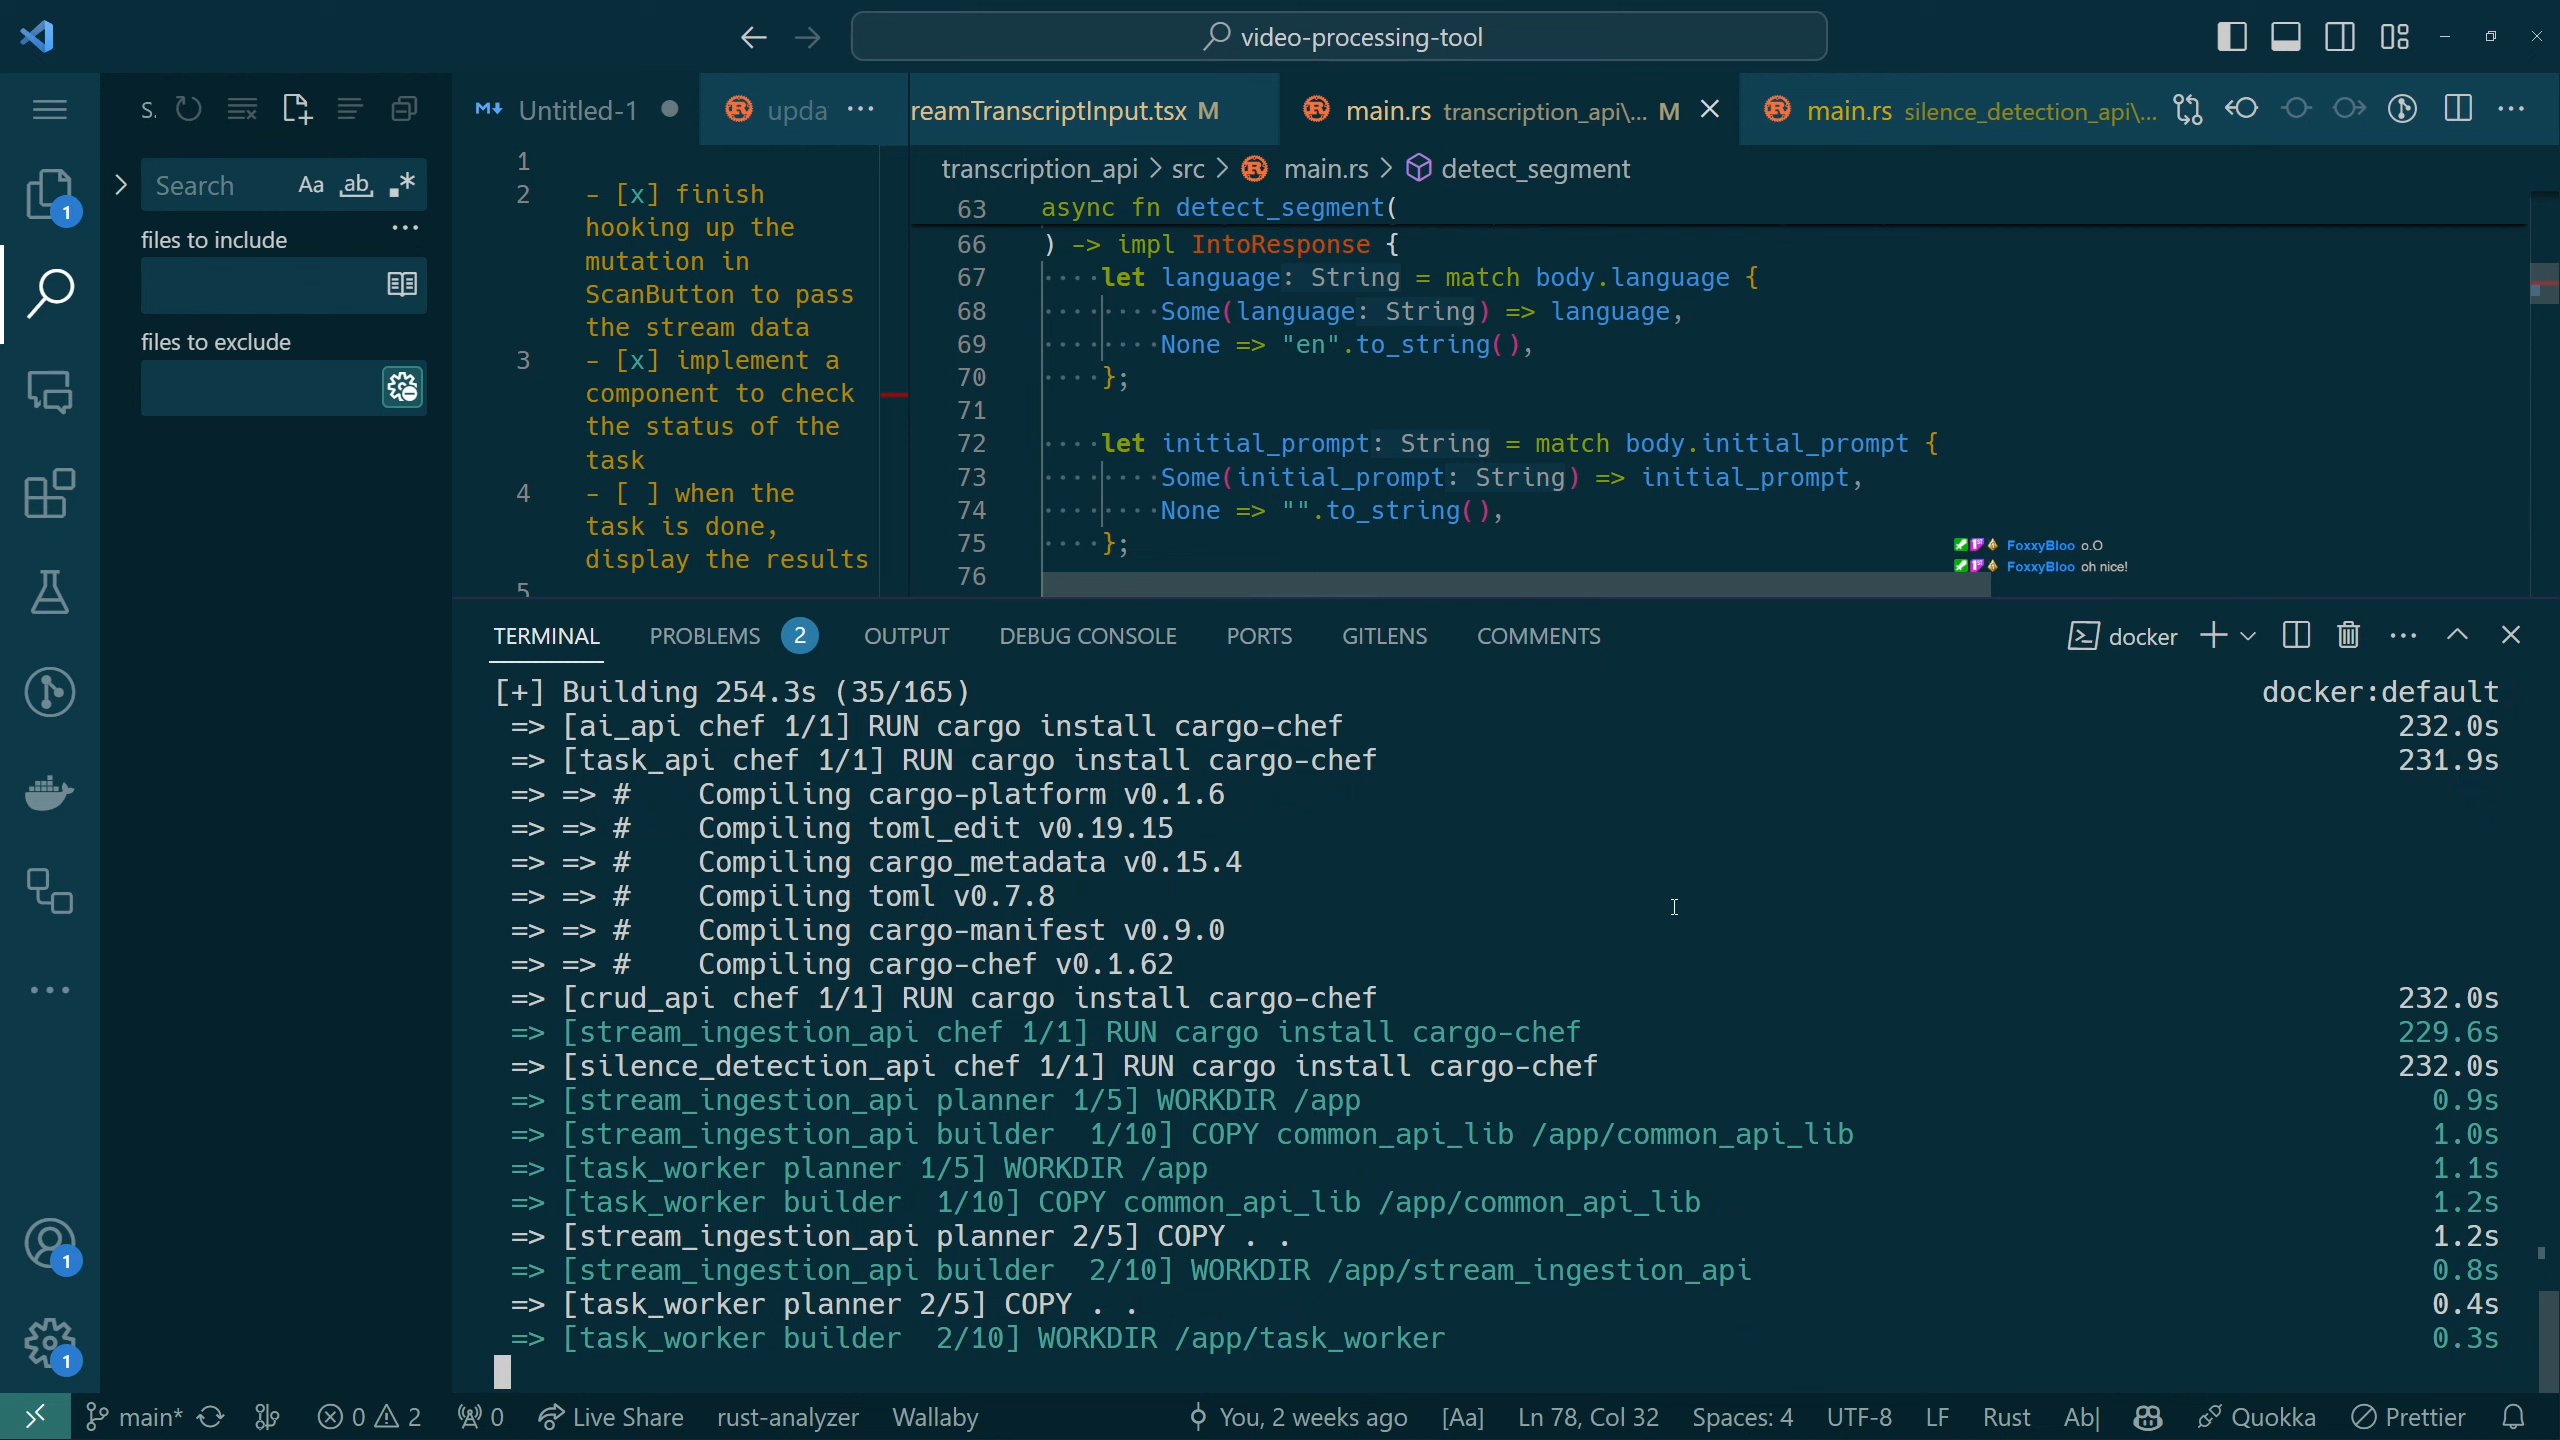 video-processing-tool
S.
Untitled-1
upda
reamTranscriptInput.tsx M
main.rs transcription_api\... M
main.rs silence_detection_api\...
Search
Aa
ab
files to include
files to exclude
transcription_api > src > main.rs > detect_segment
1
2 - [x] finish
hooking up the
mutation in
ScanButton to pass
the stream data
3 - [x] implement a
component to check
the status of the
task
4 - [ ] when the
task is done,
display the results
5
63 async fn detect_segment(
66 ) -> impl IntoResponse {
67 let language: String = match body.language {
68 Some(language: String) => language,
69 None => "en".to_string(),
70 };
71
72 let initial_prompt: String = match body.initial_prompt {
73 Some(initial_prompt: String) => initial_prompt,
74 None => "".to_string(),
75 };
76
FoxxyBloo o.O
FoxxyBloo oh nice!
TERMINAL PROBLEMS 2 OUTPUT DEBUG CONSOLE PORTS GITLENS COMMENTS
docker
[+] Building 254.3s (35/165) docker:default
=> [ai_api chef 1/1] RUN cargo install cargo-chef 232.0s
=> [task_api chef 1/1] RUN cargo install cargo-chef 231.9s
=> => # Compiling cargo-platform v0.1.6
=> => # Compiling toml_edit v0.19.15
=> => # Compiling cargo_metadata v0.15.4
=> => # Compiling toml v0.7.8
=> => # Compiling cargo-manifest v0.9.0
=> => # Compiling cargo-chef v0.1.62
=> [crud_api chef 1/1] RUN cargo install cargo-chef 232.0s
=> [stream_ingestion_api chef 1/1] RUN cargo install cargo-chef 229.6s
=> [silence_detection_api chef 1/1] RUN cargo install cargo-chef 232.0s
=> [stream_ingestion_api planner 1/5] WORKDIR /app 0.9s
=> [stream_ingestion_api builder 1/10] COPY common_api_lib /app/common_api_lib 1.0s
=> [task_worker planner 1/5] WORKDIR /app 1.1s
=> [task_worker builder 1/10] COPY common_api_lib /app/common_api_lib 1.2s
=> [stream_ingestion_api planner 2/5] COPY . . 1.2s
=> [stream_ingestion_api builder 2/10] WORKDIR /app/stream_ingestion_api 0.8s
=> [task_worker planner 2/5] COPY . . 0.4s
=> [task_worker builder 2/10] WORKDIR /app/task_worker 0.3s
1
1
1
main* 0 2 0 Live Share rust-analyzer Wallaby You, 2 weeks ago [Aa] Ln 78, Col 32 Spaces: 4 UTF-8 LF Rust Ab| Quokka Prettier